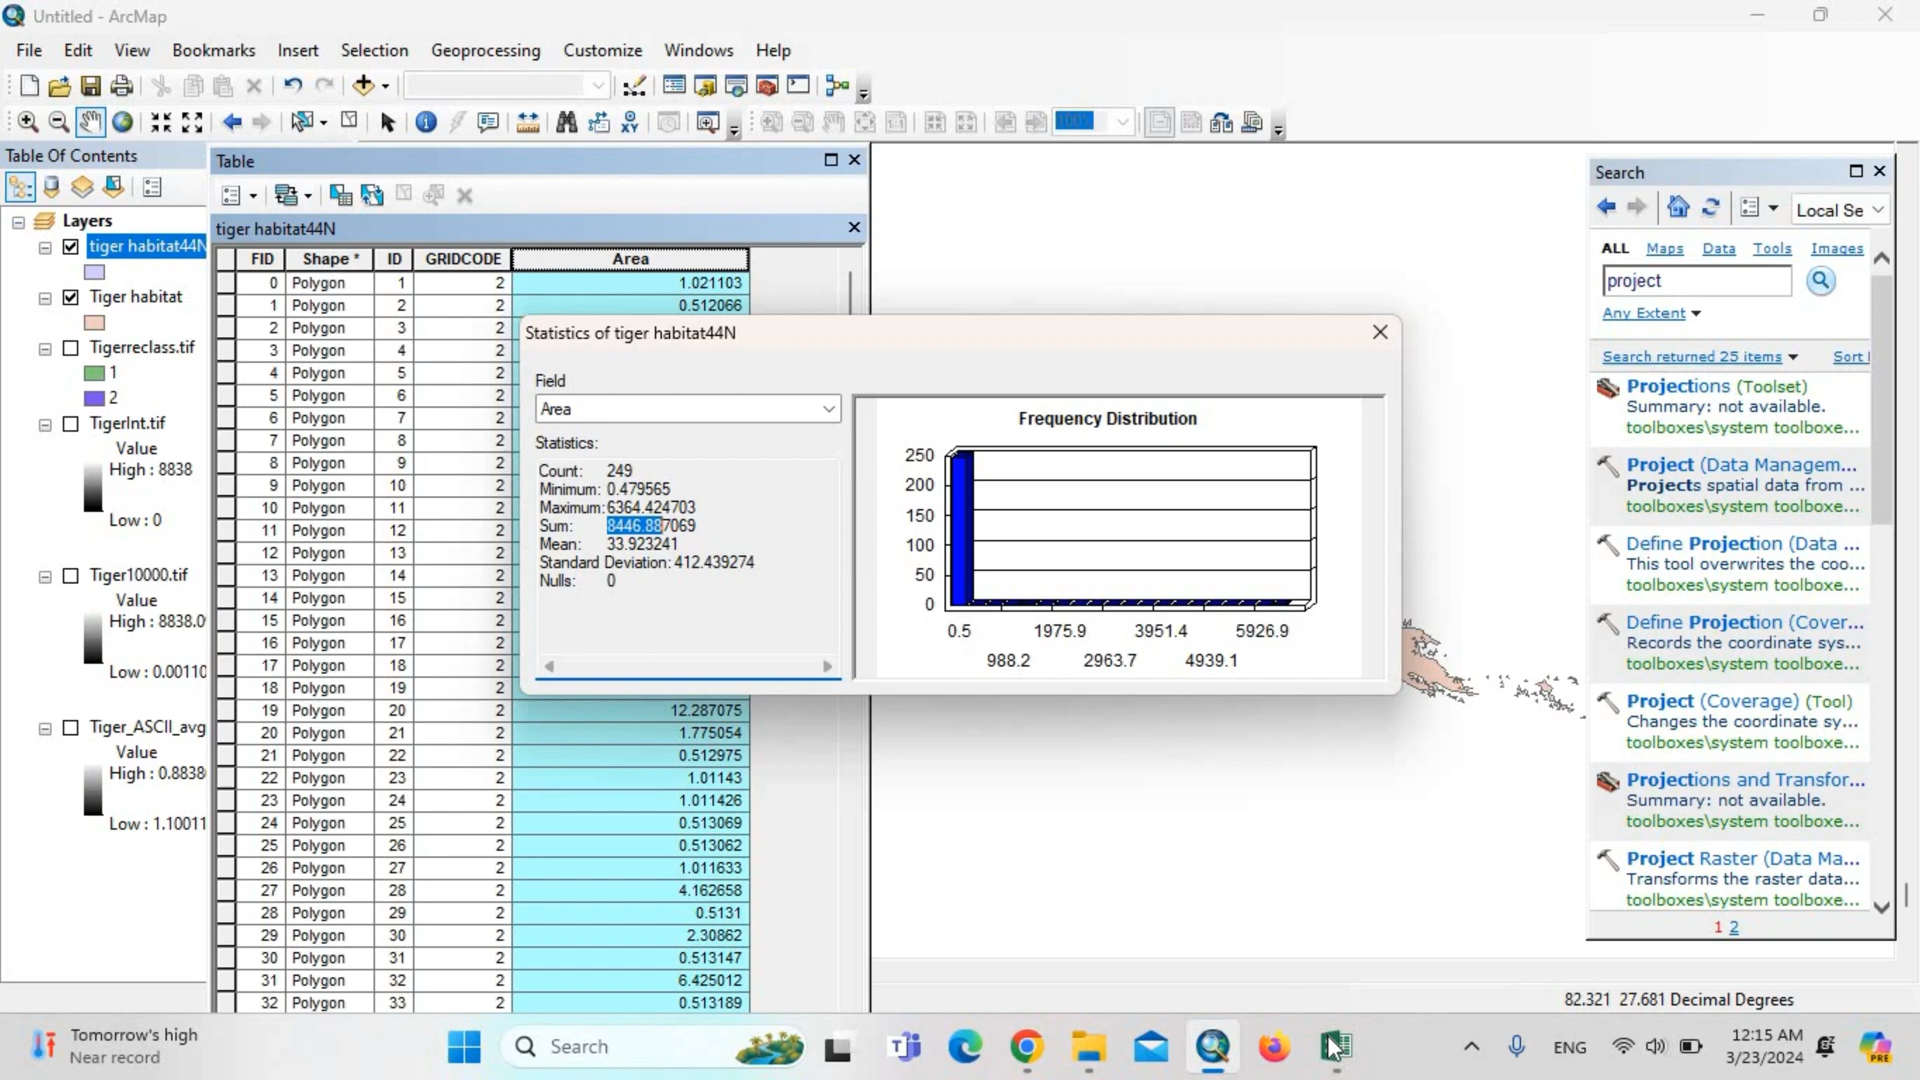 Untitled - ArcMap
File Edit View Bookmarks Insert Selection Geoprocessing Customize Windows Help
100%
Table Of Contents
Layers
tiger habitat44N
Tiger habitat
Tigerreclass.tif
1
2
TigerInt.tif
Value
High : 8838
Low : 0
Tiger10000.tif
Value
High : 8838.0
Low : 0.00110
Tiger_ASCII_avg
Value
High : 0.8838
Low : 1.10011
Table
tiger habitat44N
FID Shape * ID GRIDCODE Area
0 Polygon 1 2 1.021103
1 Polygon 2 2 0.512066
2 Polygon 3 2
3 Polygon 4 2
4 Polygon 5 2
5 Polygon 6 2
6 Polygon 7 2
7 Polygon 8 2
8 Polygon 9 2
9 Polygon 10 2
10 Polygon 11 2
11 Polygon 12 2
12 Polygon 13 2
13 Polygon 14 2
14 Polygon 15 2
15 Polygon 16 2
16 Polygon 17 2
17 Polygon 18 2
18 Polygon 19 2
19 Polygon 20 2 12.287075
20 Polygon 21 2 1.775054
21 Polygon 22 2 0.512975
22 Polygon 23 2 1.01143
23 Polygon 24 2 1.011426
24 Polygon 25 2 0.513069
25 Polygon 26 2 0.513062
26 Polygon 27 2 1.011633
27 Polygon 28 2 4.162658
28 Polygon 29 2 0.5131
29 Polygon 30 2 2.30862
30 Polygon 31 2 0.513147
31 Polygon 32 2 6.425012
32 Polygon 33 2 0.513189
Statistics of tiger habitat44N
Field
Area
Statistics:
Count: 249
Minimum: 0.479565
Maximum: 6364.424703
Sum: 8446.887069
Mean: 33.923241
Standard Deviation: 412.439274
Nulls: 0
Frequency Distribution
250
200
150
100
50
0
0.5 1975.9 3951.4 5926.9
988.2 2963.7 4939.1
Search
Local Se
ALL Maps Data Tools Images
project
Any Extent
Search returned 25 items Sort
Projections (Toolset)
Summary: not available.
toolboxes\system toolboxe...
Project (Data Managem...
Projects spatial data from ...
toolboxes\system toolboxe...
Define Projection (Data ...
This tool overwrites the coo...
toolboxes\system toolboxe...
Define Projection (Cover...
Records the coordinate sys...
toolboxes\system toolboxe...
Project (Coverage) (Tool)
Changes the coordinate sy...
toolboxes\system toolboxe...
Projections and Transfor...
Summary: not available.
toolboxes\system toolboxe...
Project Raster (Data Ma...
Transforms the raster data...
toolboxes\system toolboxe...
1 2
82.321 27.681 Decimal Degrees
Tomorrow's high
Near record
Search
ENG
12:15 AM
3/23/2024
PRE